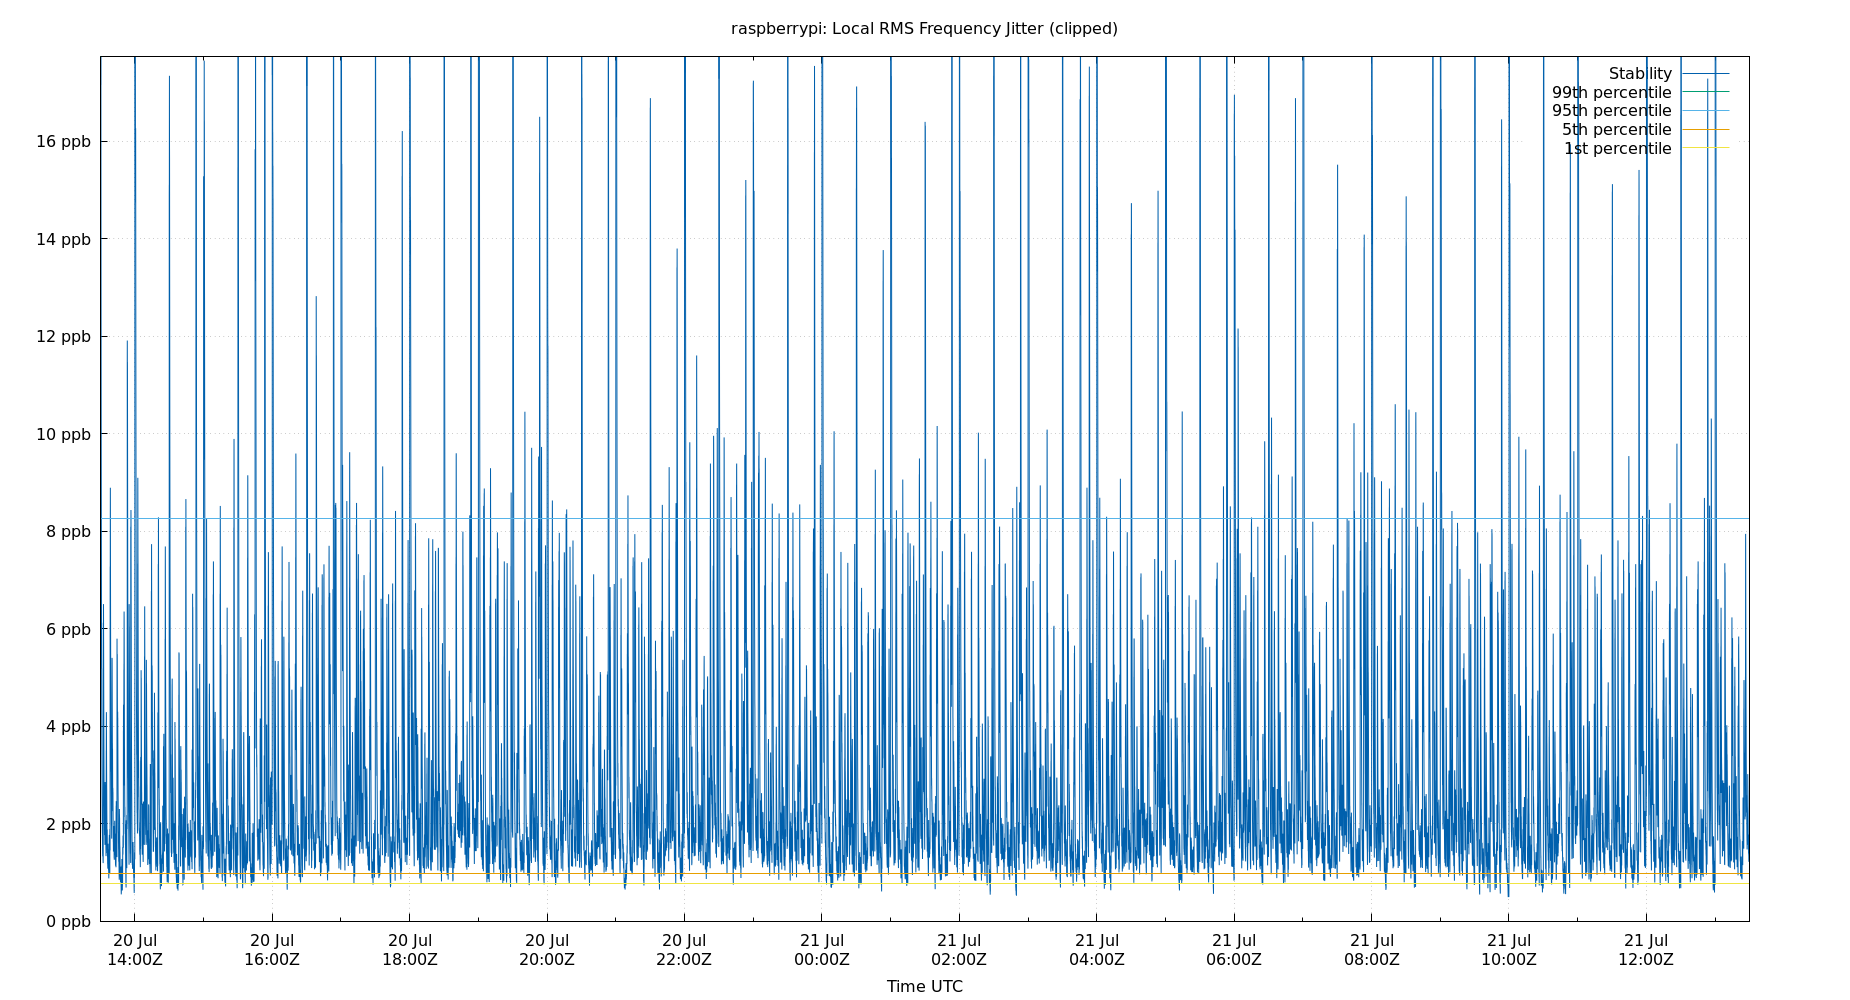 raspberrypi: Local RMS Frequency Jitter (clipped)
Stability
99th percentile
95th percentile
5th percentile
1st percentile
16 ppb
14 ppb
12 ppb
10 ppb
8 ppb
6 ppb
4 ppb
2 ppb
0 ppb
20 Jul 20 Jul 20 Jul 20 Jul 20 Jul 21 Jul 21 Jul 21 Jul 21 Jul 21 Jul 21 Jul 21 Jul
14:00Z 16:00Z 18:00Z 20:00Z 22:00Z 00:00Z 02:00Z 04:00Z 06:00Z 08:00Z 10:00Z 12:00Z
Time UTC